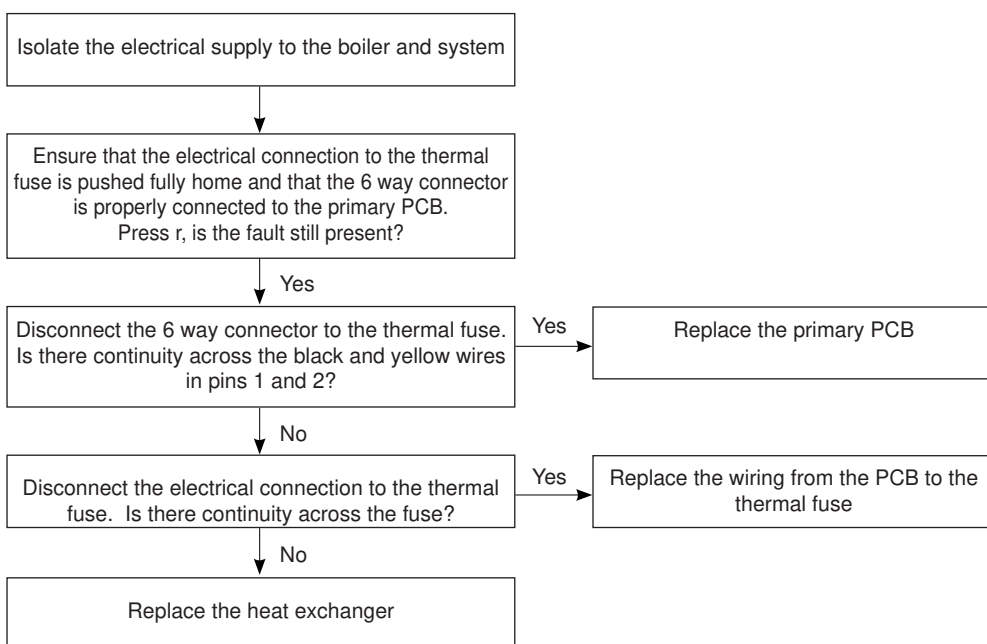 Isolate the electrical supply to the boiler and system
Ensure that the electrical connection to the thermal
fuse is pushed fully home and that the 6 way connector
is properly connected to the primary PCB.
Press r, is the fault still present?
Yes
Disconnect the 6 way connector to the thermal fuse.
Is there continuity across the black and yellow wires
in pins 1 and 2?
Yes
Replace the primary PCB
No
Disconnect the electrical connection to the thermal
fuse. Is there continuity across the fuse?
Yes
Replace the wiring from the PCB to the
thermal fuse
No
Replace the heat exchanger